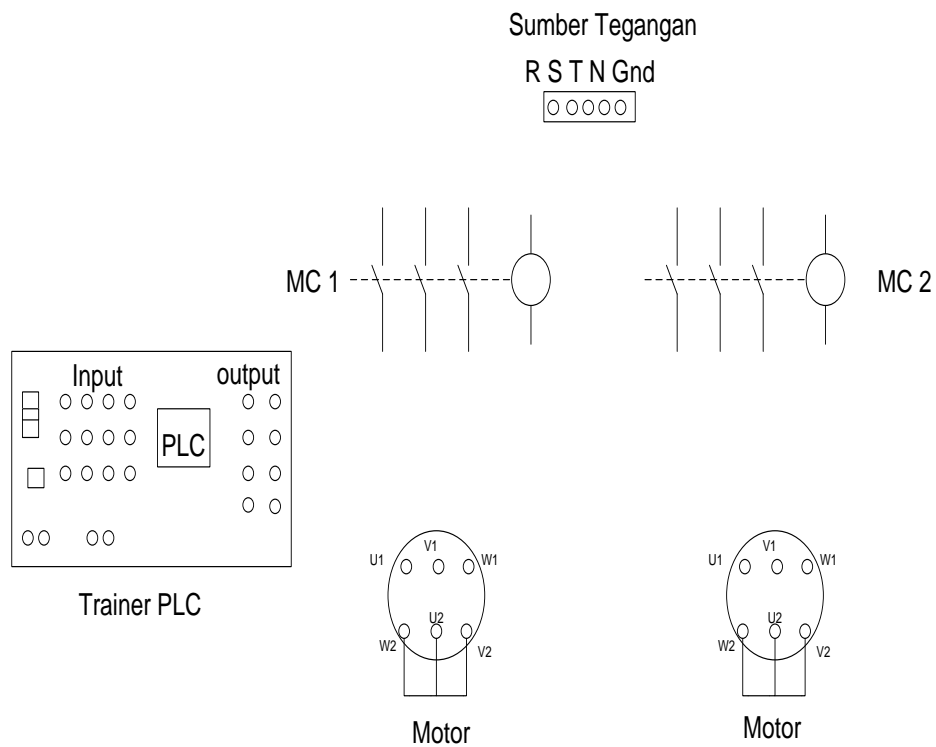 Sumber Tegangan
R S T N Gnd
MC 1
MC 2
Input
output
PLC
Trainer PLC
U1
V1
W1
W2
U2
V2
Motor
U1
V1
W1
W2
U2
V2
Motor